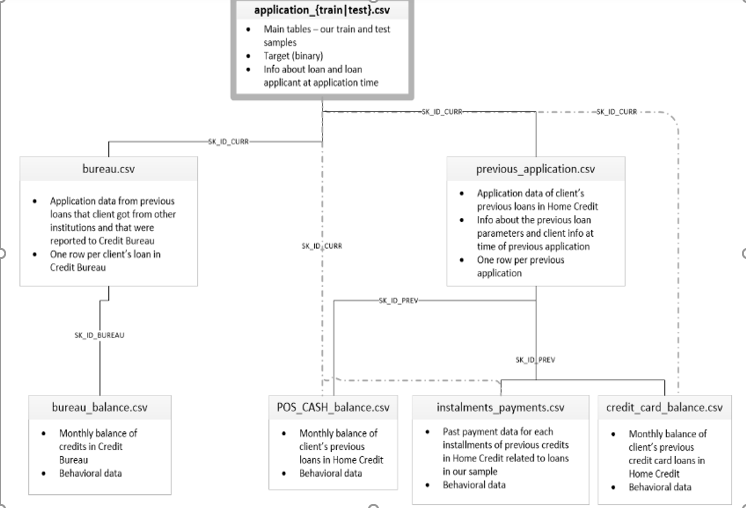 application_{train|test}.csv
• Main tables – our train and test
samples
• Target (binary)
• Info about loan and loan
applicant at application time
SK_ID_CURR
SK_ID_CURR
SK_ID_CURR
bureau.csv
• Application data from previous
loans that client got from other
institutions and that were
reported to Credit Bureau
• One row per client's loan in
Credit Bureau
previous_application.csv
• Application data of client's
previous loans in Home Credit
• Info about the previous loan
parameters and client info at
time of previous application
• One row per previous
application
SK_ID_CURR
SK_ID_PREV
SK_ID_BUREAU
SK_ID_PREV
bureau_balance.csv
• Monthly balance of
credits in Credit
Bureau
• Behavioral data
POS_CASH_balance.csv
• Monthly balance of
client's previous
loans in Home Credit
• Behavioral data
instalments_payments.csv
• Past payment data for each
installments of previous credits
in Home Credit related to loans
in our sample
• Behavioral data
credit_card_balance.csv
• Monthly balance of
client's previous
credit card loans in
Home Credit
• Behavioral data